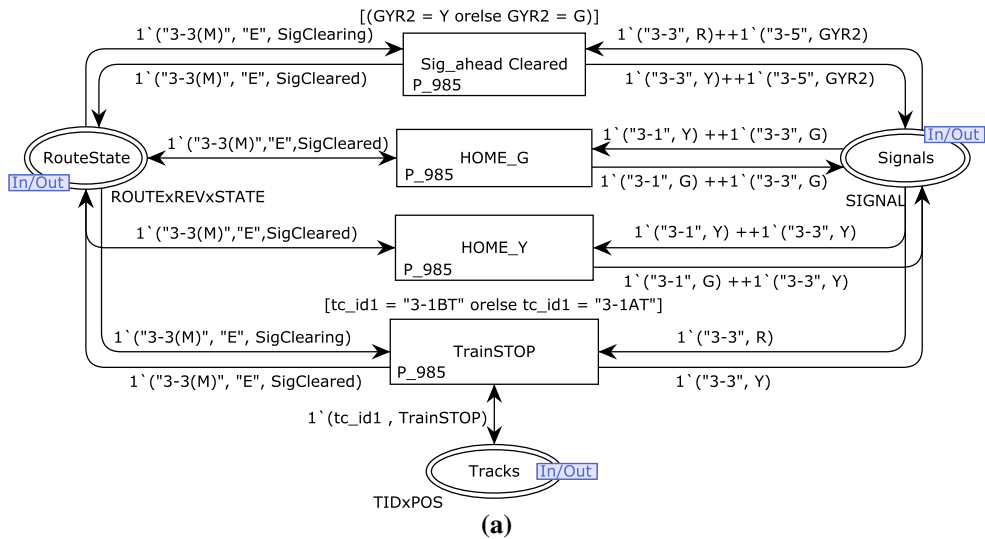 [(GYR2 = Y orelse GYR2 = G)]
1`("3-3(M)", "E", SigClearing)
1`("3-3", R)++1`("3-5", GYR2)
Sig_ahead Cleared
P_985
1`("3-3(M)", "E", SigCleared)
1`("3-3", Y)++1`("3-5", GYR2)
RouteState
In/Out
ROUTExREVxSTATE
1`("3-3(M)","E",SigCleared)
HOME_G
P_985
1`("3-1", Y) ++1`("3-3", G)
1`("3-1", G) ++1`("3-3", G)
Signals
In/Out
SIGNAL
1`("3-3(M)","E",SigCleared)
HOME_Y
P_985
1`("3-1", Y) ++1`("3-3", Y)
1`("3-1", G) ++1`("3-3", Y)
[tc_id1 = "3-1BT" orelse tc_id1 = "3-1AT"]
1`("3-3(M)", "E", SigClearing)
TrainSTOP
P_985
1`("3-3", R)
1`("3-3(M)", "E", SigCleared)
1`("3-3", Y)
1`(tc_id1 , TrainSTOP)
Tracks
In/Out
TIDxPOS
(a)